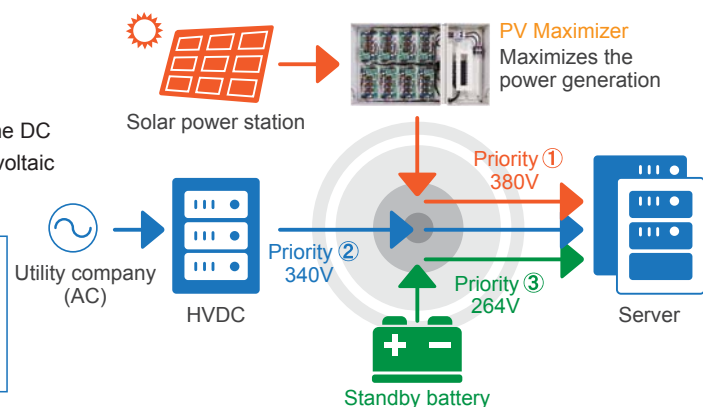 PV Maximizer
Maximizes the
power generation
Solar power station
ne DC
voltaic
Priority ①
380V
Priority ②
340V
Utility company
(AC)
HVDC
Priority ③
264V
Server
Standby battery